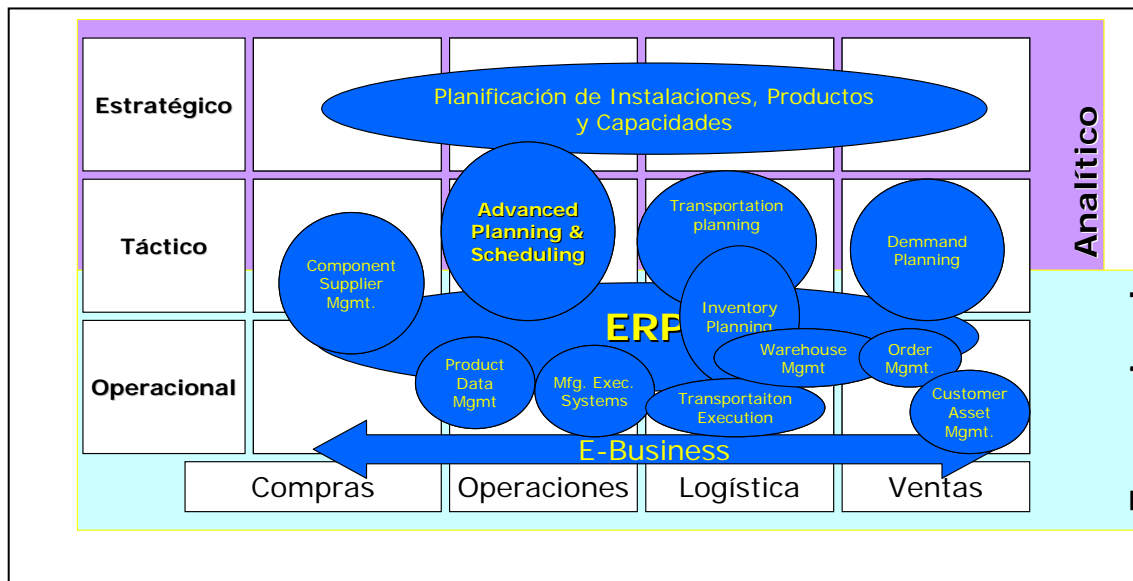 Estratégico
Planificación de Instalaciones, Productos
y Capacidades
Analítico
Táctico
Advanced
Planning &
Scheduling
Transportation
planning
Demmand
Planning
Component
Supplier
Mgmt.
ERP
Inventory
Planning
Operacional
Product
Data
Mgmt
Mfg. Exec.
Systems
Warehouse
Mgmt
Order
Mgmt.
Transportaiton
Execution
Customer
Asset
Mgmt.
E-Business
Compras
Operaciones
Logística
Ventas